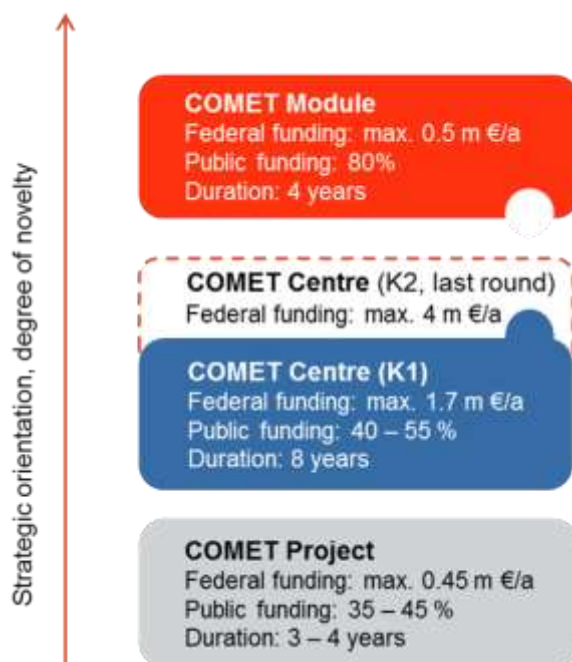 Strategic orientation, degree of novelty
COMET Module
Federal funding: max. 0.5 m €/a
Public funding: 80%
Duration: 4 years
COMET Centre (K2, last round)
Federal funding: max. 4 m €/a
COMET Centre (K1)
Federal funding: max. 1.7 m €/a
Public funding: 40 – 55 %
Duration: 8 years
COMET Project
Federal funding: max. 0.45 m €/a
Public funding: 35 – 45 %
Duration: 3 – 4 years